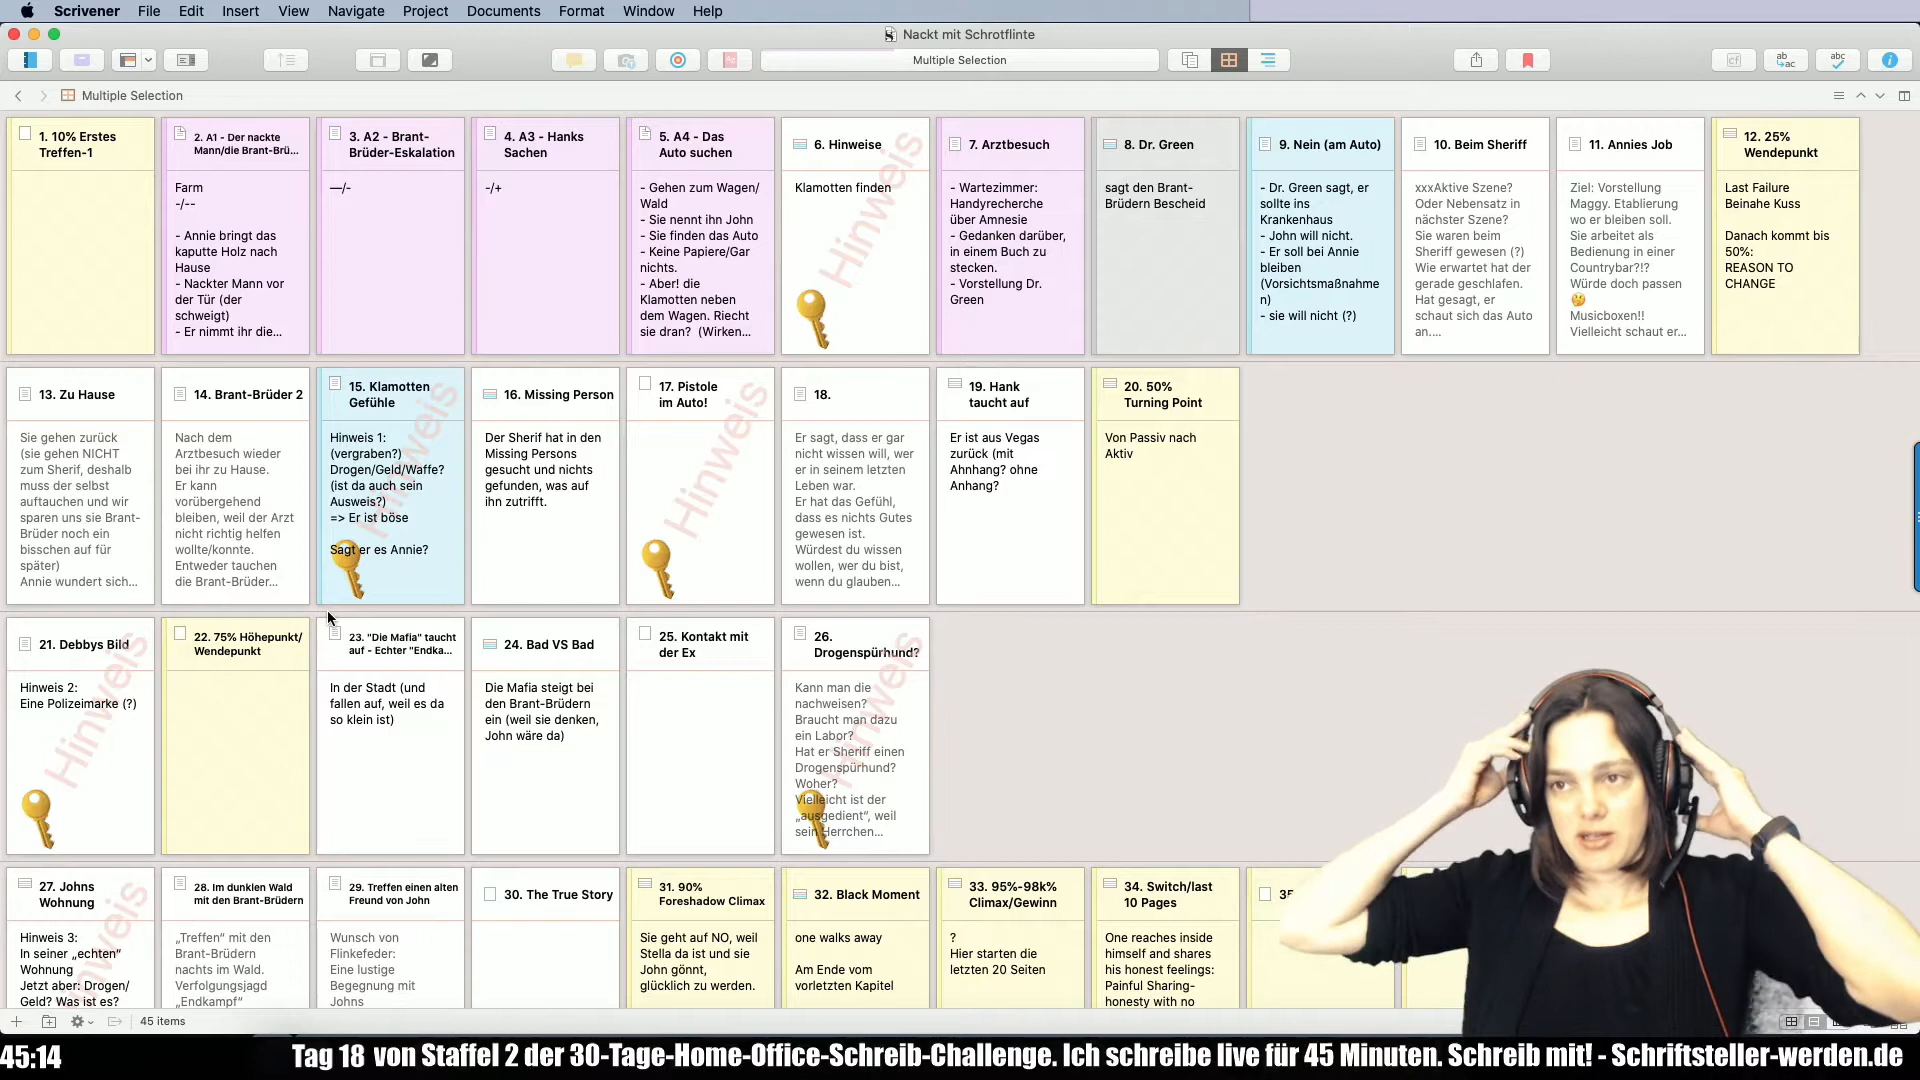 Scrivener File Edit Insert View Navigate Project Documents Format Window Help
Nackt mit Schrotflinte
Multiple Selection
Multiple Selection
1. 10% Erstes
Treffen-1
2. A1 - Der nackte
Mann/die Brant-Brü...
Farm
-/--
- Annie bringt das
kaputte Holz nach
Hause
- Nackter Mann vor
der Tür (der
schweigt)
- Er nimmt ihr die...
3. A2 - Brant-
Brüder-Eskalation
—/-
4. A3 - Hanks
Sachen
-/+
5. A4 - Das
Auto suchen
- Gehen zum Wagen/
Wald
- Sie nennt ihn John
- Sie finden das Auto
- Keine Papiere/Gar
nichts.
- Aber! die
Klamotten neben
dem Wagen. Riecht
sie dran? (Wirken...
6. Hinweise
Klamotten finden
Hinweis
7. Arztbesuch
- Wartezimmer:
Handyrecherche
über Amnesie
- Gedanken darüber,
in einem Buch zu
stecken.
- Vorstellung Dr.
Green
8. Dr. Green
sagt den Brant-
Brüdern Bescheid
9. Nein (am Auto)
- Dr. Green sagt, er
sollte ins
Krankenhaus
- John will nicht.
- Er soll bei Annie
bleiben
(Vorsichtsmaßnahme
n)
- sie will nicht (?)
10. Beim Sheriff
xxxAktive Szene?
Oder Nebensatz in
nächster Szene?
Sie waren beim
Sheriff gewesen (?)
Wie erwartet hat der
gerade geschlafen.
Hat gesagt, er
schaut sich das Auto
an....
11. Annies Job
Ziel: Vorstellung
Maggy. Etablierung
wo er bleiben soll.
Sie arbeitet als
Bedienung in einer
Countrybar?!?
Würde doch passen
🤔
Musicboxen!!
Vielleicht schaut er...
12. 25%
Wendepunkt
Last Failure
Beinahe Kuss
Danach kommt bis
50%:
REASON TO
CHANGE
13. Zu Hause
Sie gehen zurück
(sie gehen NICHT
zum Sherif, deshalb
muss der selbst
auftauchen und wir
sparen uns sie Brant-
Brüder noch ein
bisschen auf für
später)
Annie wundert sich...
14. Brant-Brüder 2
Nach dem
Arztbesuch wieder
bei ihr zu Hause.
Er kann
vorübergehend
bleiben, weil der Arzt
nicht richtig helfen
wollte/konnte.
Entweder tauchen
die Brant-Brüder...
15. Klamotten
Gefühle
Hinweis 1:
(vergraben?)
Drogen/Geld/Waffe?
(ist da auch sein
Ausweis?)
=> Er ist böse
Sagt er es Annie?
Hinweis
16. Missing Person
Der Sherif hat in den
Missing Persons
gesucht und nichts
gefunden, was auf
ihn zutrifft.
17. Pistole
im Auto!
Hinweis
18.
Er sagt, dass er gar
nicht wissen will, wer
er in seinem letzten
Leben war.
Er hat das Gefühl,
dass es nichts Gutes
gewesen ist.
Würdest du wissen
wollen, wer du bist,
wenn du glauben...
19. Hank
taucht auf
Er ist aus Vegas
zurück (mit
Ahnhang? ohne
Anhang?
20. 50%
Turning Point
Von Passiv nach
Aktiv
21. Debbys Bild
Hinweis 2:
Eine Polizeimarke (?)
Hinweis
22. 75% Höhepunkt/
Wendepunkt
23. "Die Mafia" taucht
auf - Echter "Endka...
In der Stadt (und
fallen auf, weil es da
so klein ist)
24. Bad VS Bad
Die Mafia steigt bei
den Brant-Brüdern
ein (weil sie denken,
John wäre da)
25. Kontakt mit
der Ex
26.
Drogenspürhund?
Kann man die
nachweisen?
Braucht man dazu
ein Labor?
Hat er Sheriff einen
Drogenspürhund?
Woher?
Vielleicht ist der
„ausgedient", weil
sein Herrchen...
Hinweis
27. Johns
Wohnung
Hinweis 3:
In seiner „echten"
Wohnung
Jetzt aber: Drogen/
Geld? Was ist es?
Hinweis
28. Im dunklen Wald
mit den Brant-Brüdern
„Treffen" mit den
Brant-Brüdern
nachts im Wald.
Verfolgungsjagd
„Endkampf"
29. Treffen einen alten
Freund von John
Wunsch von
Flinkefeder:
Eine lustige
Begegnung mit
Johns
30. The True Story
31. 90%
Foreshadow Climax
Sie geht auf NO, weil
Stella da ist und sie
John gönnt,
glücklich zu werden.
32. Black Moment
one walks away
Am Ende vom
vorletzten Kapitel
33. 95%-98k%
Climax/Gewinn
?
Hier starten die
letzten 20 Seiten
34. Switch/last
10 Pages
One reaches inside
himself and shares
his honest feelings:
Painful Sharing-
honesty with no
45 items
45:14 Tag 18 von Staffel 2 der 30-Tage-Home-Office-Schreib-Challenge. Ich schreibe live für 45 Minuten. Schreib mit! - Schriftsteller-werden.de